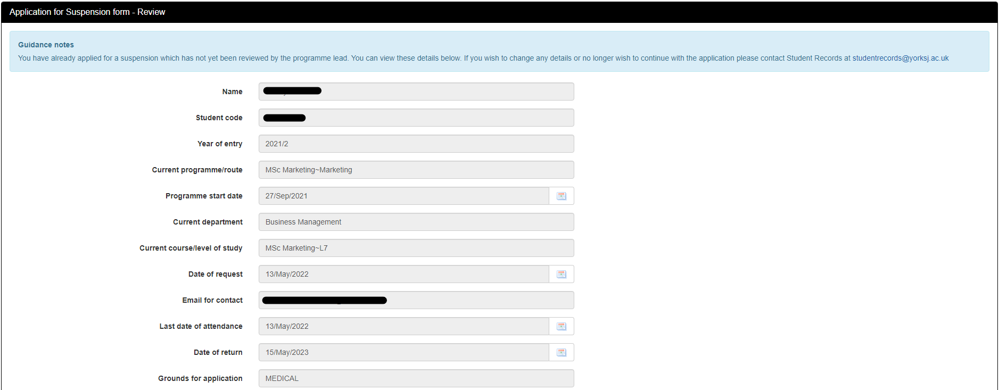 Application for Suspension form - Review
Guidance notes
You have already applied for a suspension which has not yet been reviewed by the programme lead. You can view these details below. If you wish to change any details or no longer wish to continue with the application please contact Student Records at studentrecords@yorksj.ac.uk
Name
Student code
Year of entry 2021/2
Current programme/route MSc Marketing~Marketing
Programme start date 27/Sep/2021
Current department Business Management
Current course/level of study MSc Marketing~L7
Date of request 13/May/2022
Email for contact
Last date of attendance 13/May/2022
Date of return 15/May/2023
Grounds for application MEDICAL